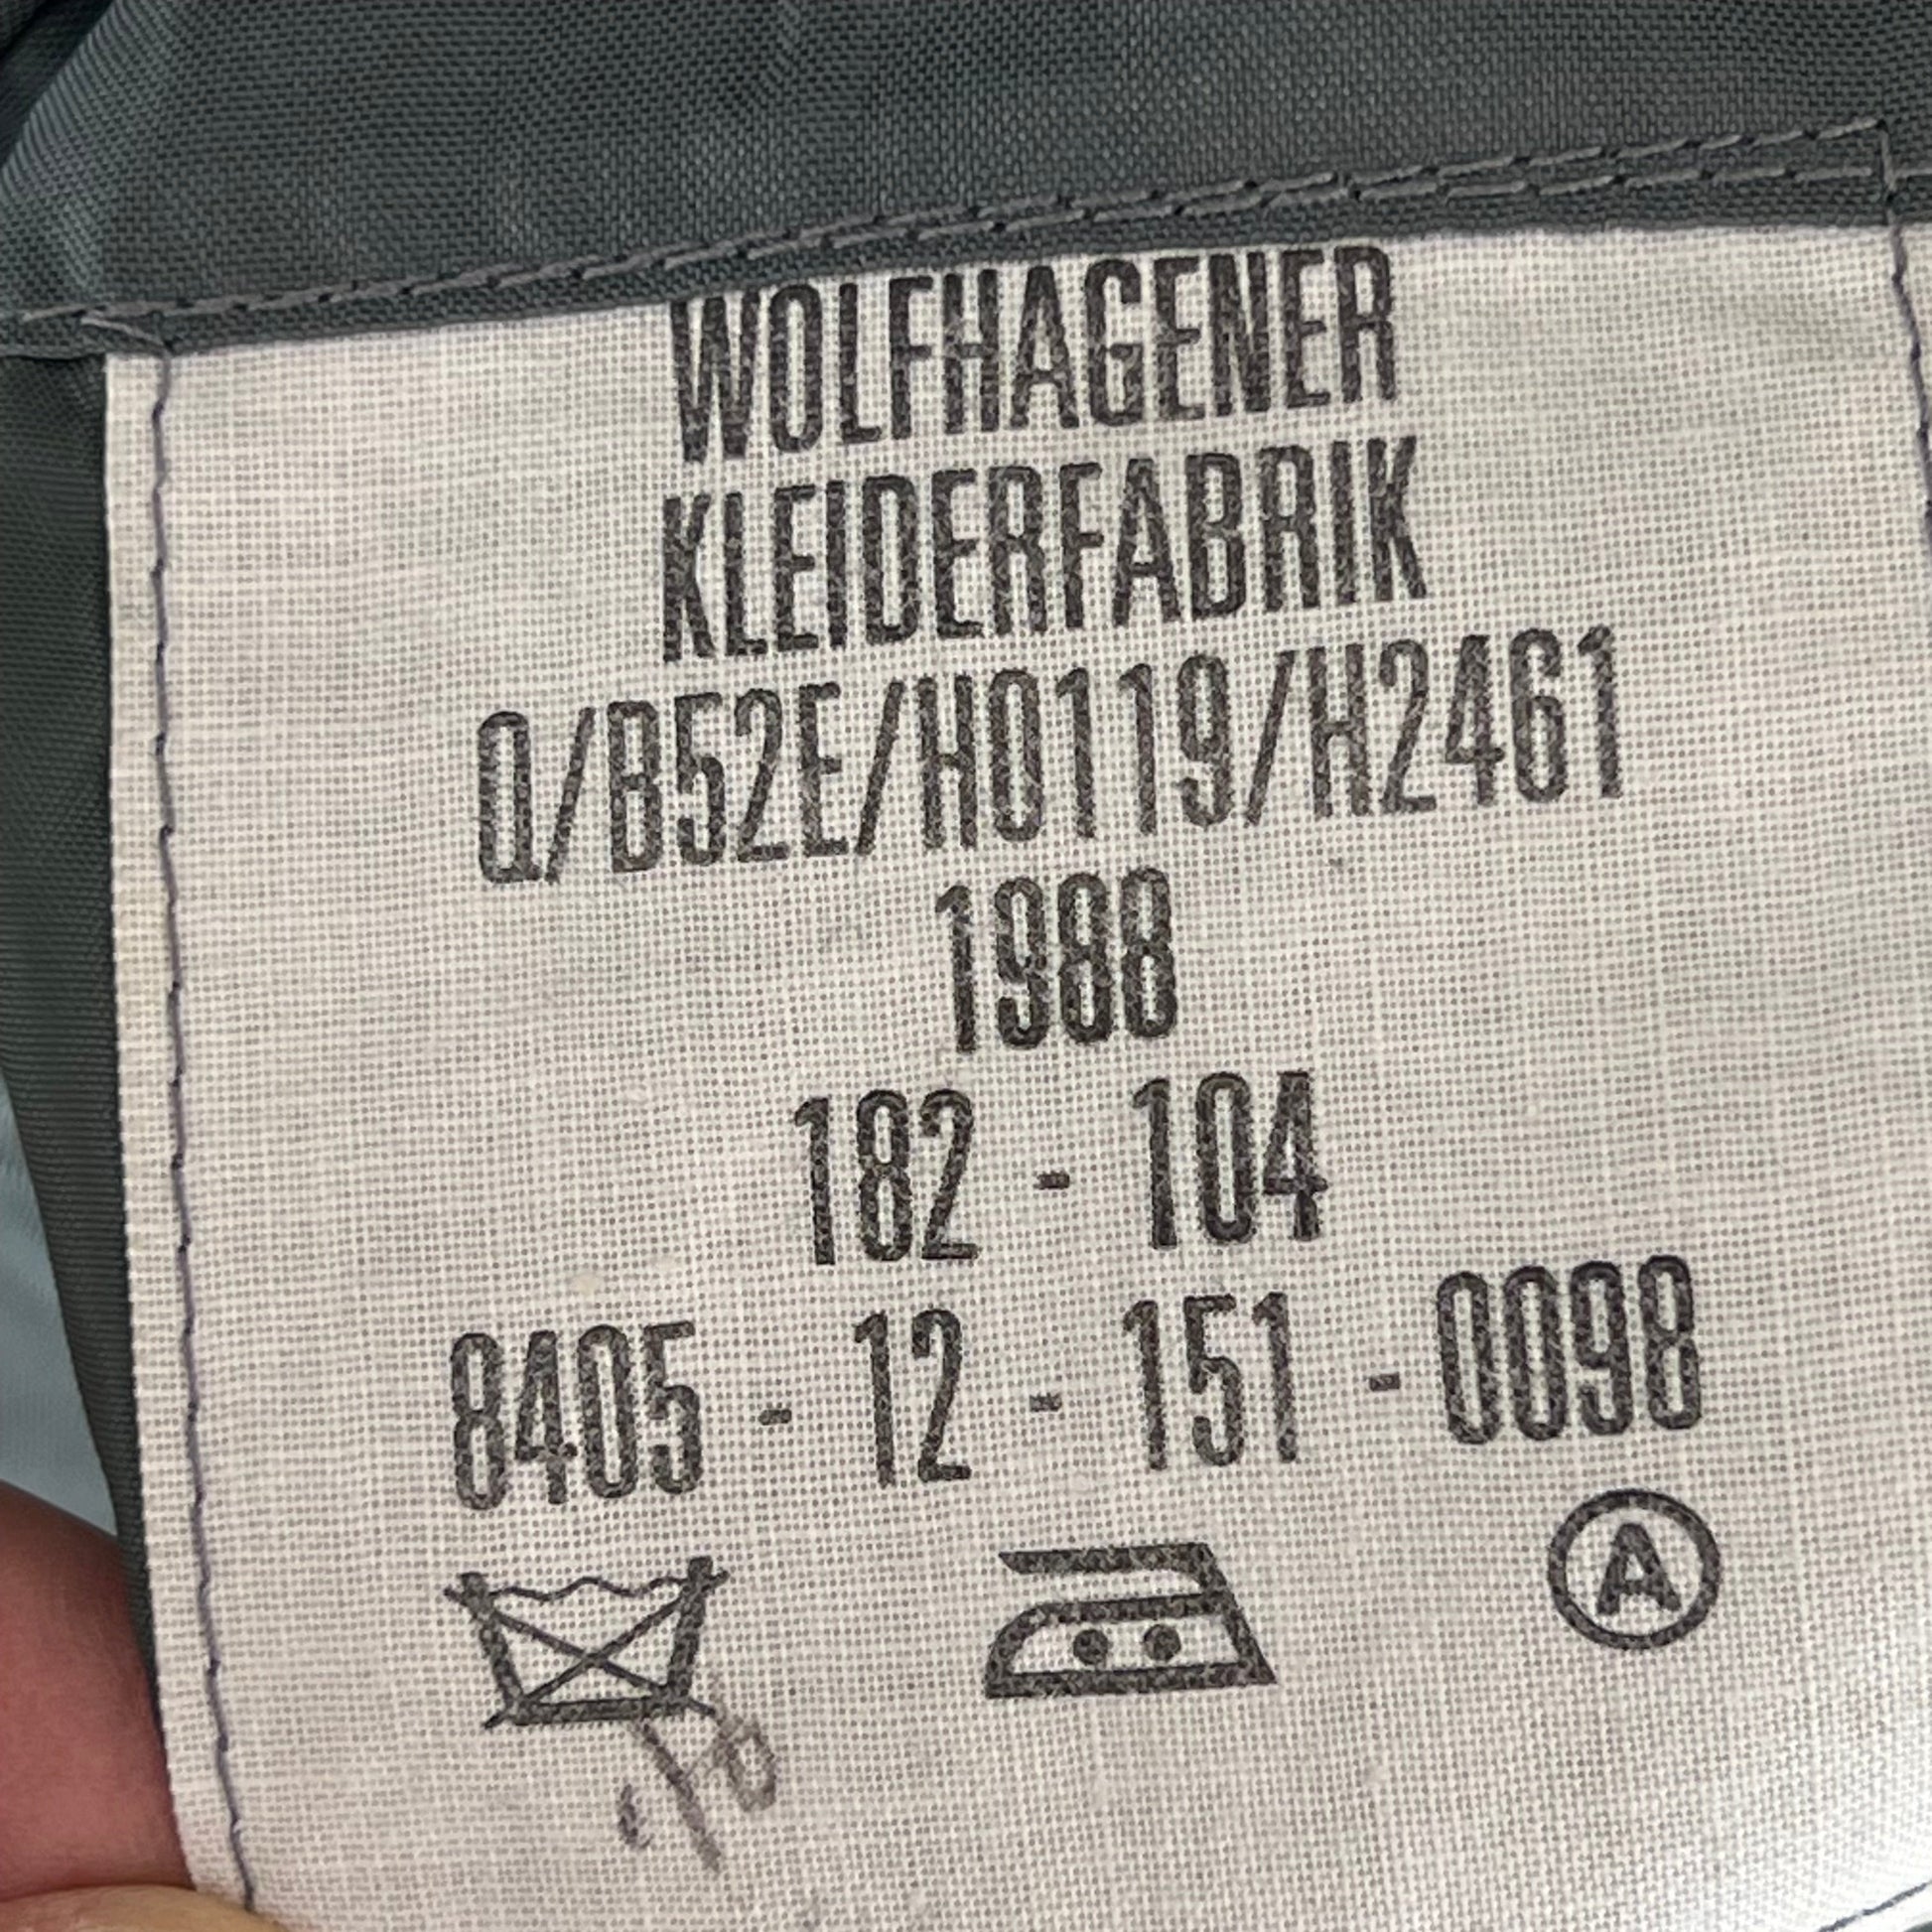 WOLFHAGENER
KLEIDERFABRIK
Q/B52E/H0119/H2461
1988
182 - 104
8405 - 12 - 151 - 0098
A